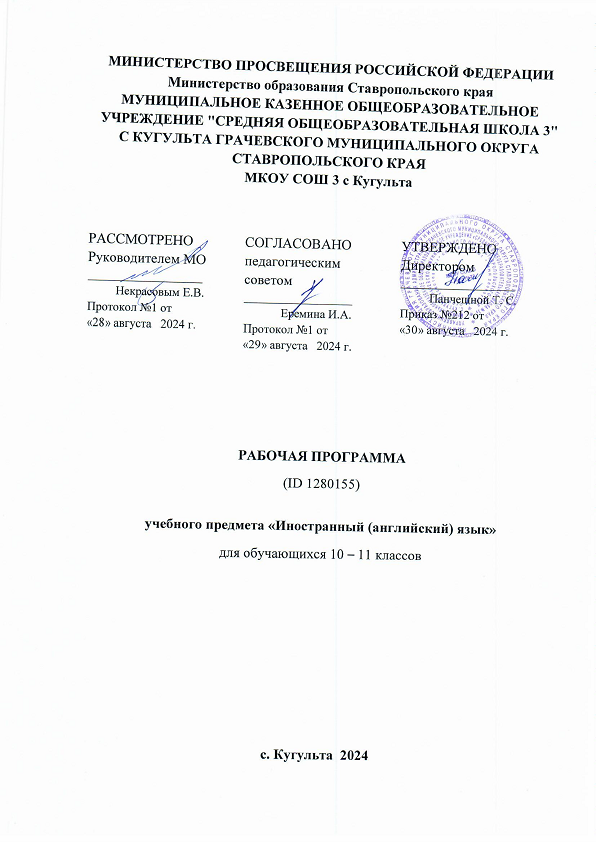 МИНИСТЕРСТВО ПРОСВЕЩЕНИЯ РОССИЙСКОЙ ФЕДЕРАЦИИ
Министерство образования Ставропольского края
МУНИЦИПАЛЬНОЕ КАЗЕННОЕ ОБЩЕОБРАЗОВАТЕЛЬНОЕ
УЧРЕЖДЕНИЕ "СРЕДНЯЯ ОБЩЕОБРАЗОВАТЕЛЬНАЯ ШКОЛА 3"
С КУГУЛЬТА ГРАЧЕВСКОГО МУНИЦИПАЛЬНОГО ОКРУГА
СТАВРОПОЛЬСКОГО КРАЯ
МКОУ СОШ 3 с Кугульта
РАССМОТРЕНО
Руководителем МО
Некрасовым Е.В.
Протокол №1 от
«28» августа 2024 г.
СОГЛАСОВАНО
педагогическим
советом
Еремина И.А.
Протокол №1 от
«29» августа 2024 г.
УТВЕРЖДЕНО
Директором
Панчешной Т. С.
Приказ №212 от
«30» августа 2024 г.
РАБОЧАЯ ПРОГРАММА
(ID 1280155)
учебного предмета «Иностранный (английский) язык»
для обучающихся 10 – 11 классов
с. Кугульта 2024